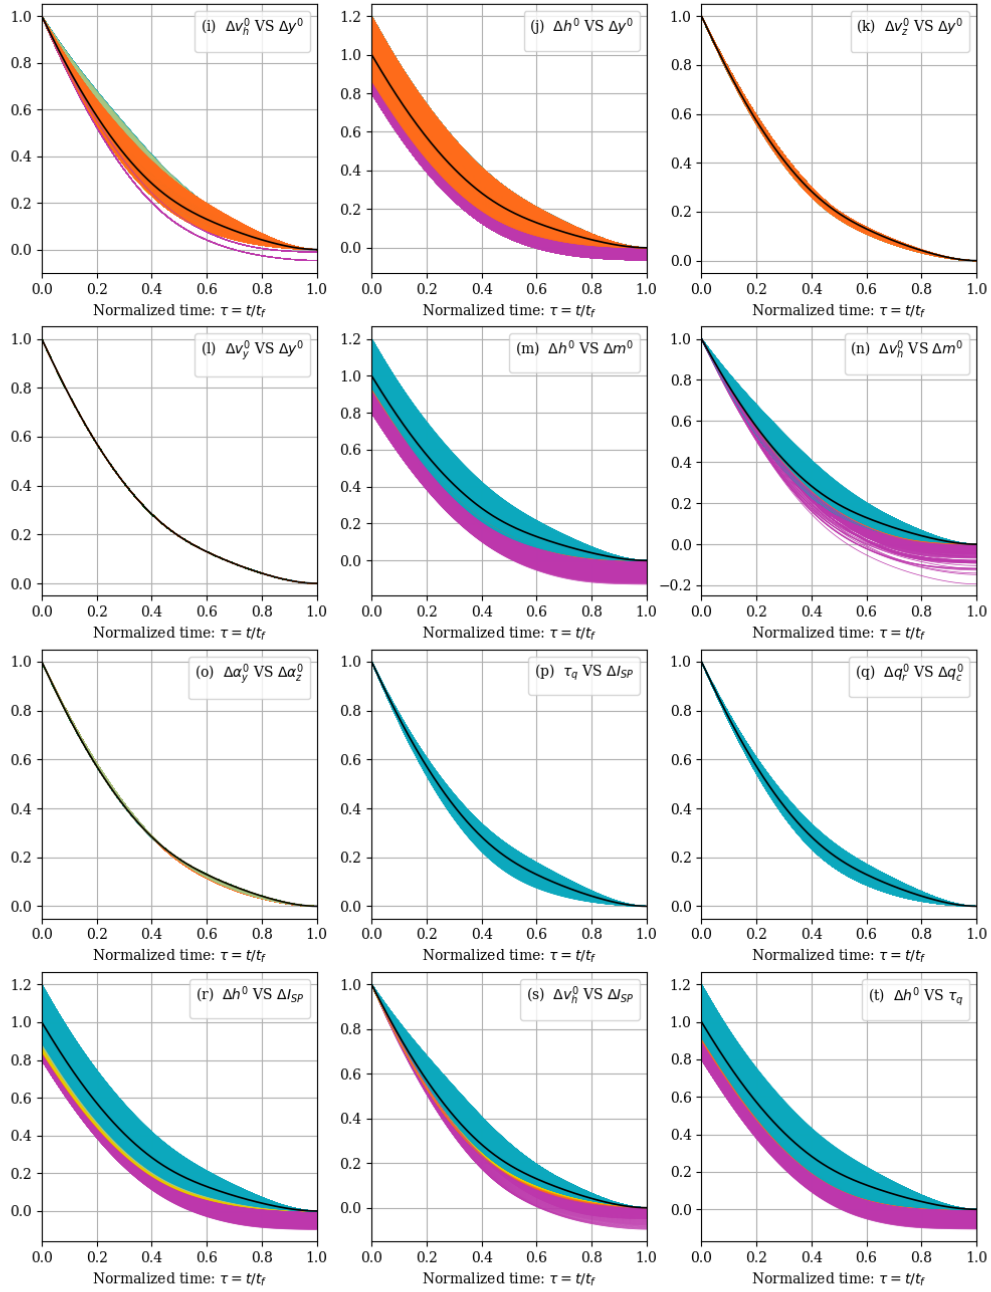 (i) Δv_h^0 VS Δy^0
1.0
0.8
0.6
0.4
0.2
0.0
0.0 0.2 0.4 0.6 0.8 1.0
Normalized time: τ = t/t_f
(j) Δh^0 VS Δy^0
1.2
1.0
0.8
0.6
0.4
0.2
0.0
0.0 0.2 0.4 0.6 0.8 1.0
Normalized time: τ = t/t_f
(k) Δv_z^0 VS Δy^0
1.0
0.8
0.6
0.4
0.2
0.0
0.0 0.2 0.4 0.6 0.8 1.0
Normalized time: τ = t/t_f
(l) Δv_y^0 VS Δy^0
1.0
0.8
0.6
0.4
0.2
0.0
0.0 0.2 0.4 0.6 0.8 1.0
Normalized time: τ = t/t_f
(m) Δh^0 VS Δm^0
1.2
1.0
0.8
0.6
0.4
0.2
0.0
0.0 0.2 0.4 0.6 0.8 1.0
Normalized time: τ = t/t_f
(n) Δv_h^0 VS Δm^0
1.0
0.8
0.6
0.4
0.2
0.0
−0.2
0.0 0.2 0.4 0.6 0.8 1.0
Normalized time: τ = t/t_f
(o) Δα_y^0 VS Δα_z^0
1.0
0.8
0.6
0.4
0.2
0.0
0.0 0.2 0.4 0.6 0.8 1.0
Normalized time: τ = t/t_f
(p) τ_q VS ΔI_SP
1.0
0.8
0.6
0.4
0.2
0.0
0.0 0.2 0.4 0.6 0.8 1.0
Normalized time: τ = t/t_f
(q) Δq_r^0 VS Δq_c^0
1.0
0.8
0.6
0.4
0.2
0.0
0.0 0.2 0.4 0.6 0.8 1.0
Normalized time: τ = t/t_f
(r) Δh^0 VS ΔI_SP
1.2
1.0
0.8
0.6
0.4
0.2
0.0
0.0 0.2 0.4 0.6 0.8 1.0
Normalized time: τ = t/t_f
(s) Δv_h^0 VS ΔI_SP
1.0
0.8
0.6
0.4
0.2
0.0
0.0 0.2 0.4 0.6 0.8 1.0
Normalized time: τ = t/t_f
(t) Δh^0 VS τ_q
1.2
1.0
0.8
0.6
0.4
0.2
0.0
0.0 0.2 0.4 0.6 0.8 1.0
Normalized time: τ = t/t_f